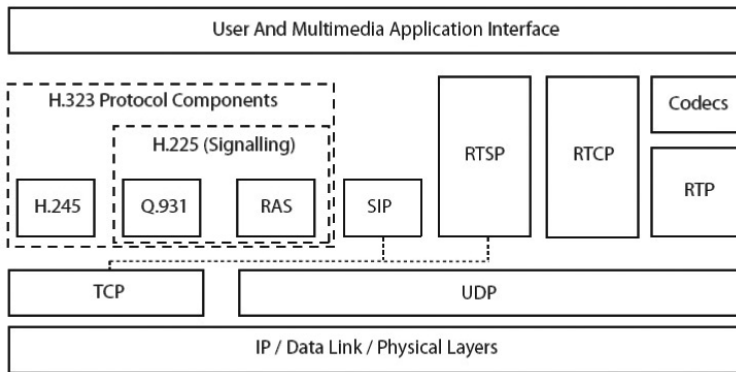 User And Multimedia Application Interface
H.323 Protocol Components
H.225 (Signalling)
H.245
Q.931
RAS
SIP
RTSP
RTCP
Codecs
RTP
TCP
UDP
IP / Data Link / Physical Layers